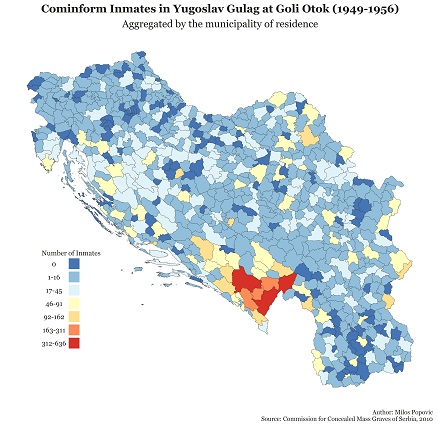 Cominform Inmates in Yugoslav Gulag at Goli Otok (1949-1956)
Aggregated by the municipality of residence
Number of Inmates
0
1-16
17-45
46-91
92-162
163-311
312-636
Author: Milos Popovic
Source: Commission for Concealed Mass Graves of Serbia, 2010